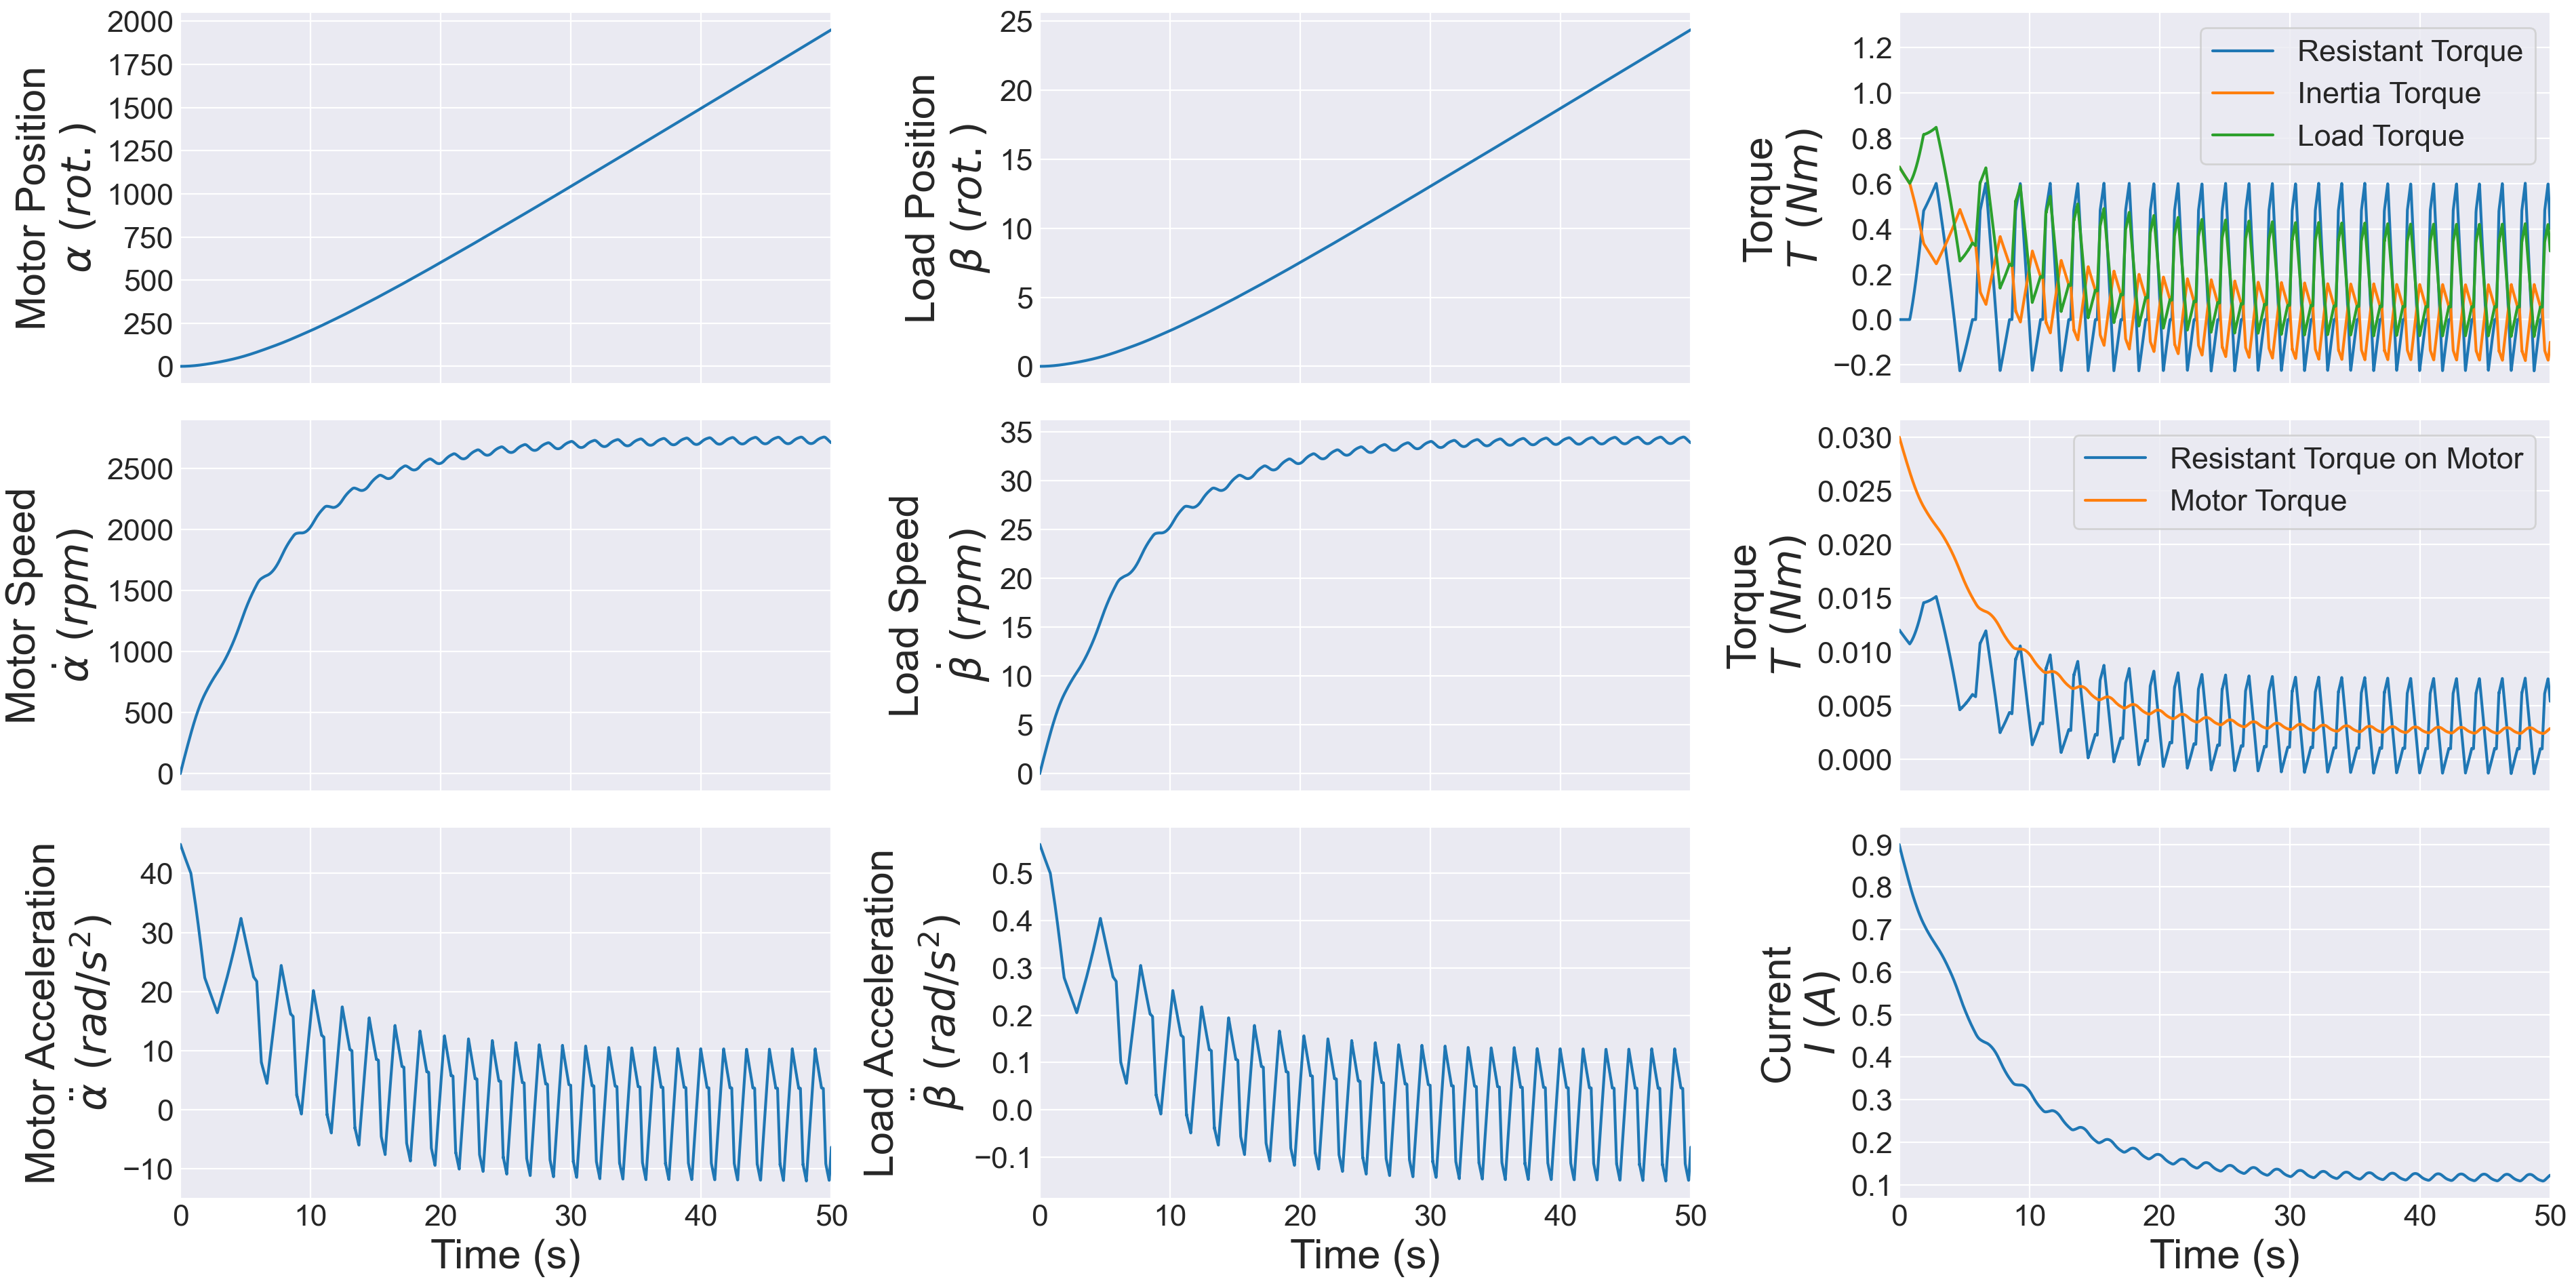 Motor Position
α (rot.)
2000
1750
1500
1250
1000
750
500
250
0
Load Position
β (rot.)
25
20
15
10
5
0
Torque
T (Nm)
1.2
1.0
0.8
0.6
0.4
0.2
0.0
−0.2
Resistant Torque
Inertia Torque
Load Torque
Motor Speed
α̇ (rpm)
2500
2000
1500
1000
500
0
Load Speed
β̇ (rpm)
35
30
25
20
15
10
5
0
Torque
T (Nm)
0.030
0.025
0.020
0.015
0.010
0.005
0.000
Resistant Torque on Motor
Motor Torque
Motor Acceleration
α̈ (rad/s²)
40
30
20
10
0
−10
0 10 20 30 40 50
Time (s)
Load Acceleration
β̈ (rad/s²)
0.5
0.4
0.3
0.2
0.1
0.0
−0.1
0 10 20 30 40 50
Time (s)
Current
I (A)
0.9
0.8
0.7
0.6
0.5
0.4
0.3
0.2
0.1
0 10 20 30 40 50
Time (s)